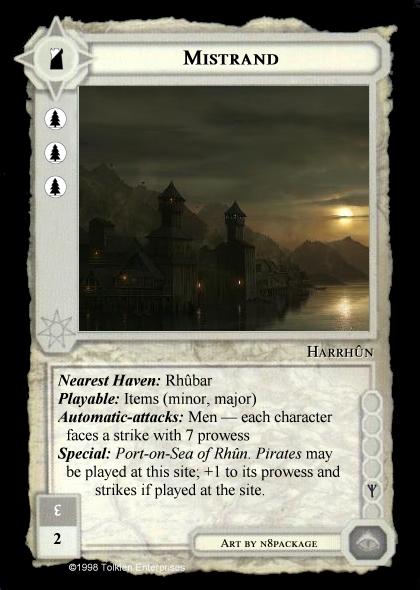 MISTRAND
HARRHÛN
Nearest Haven: Rhûbar
Playable: Items (minor, major)
Automatic-attacks: Men — each character
faces a strike with 7 prowess
Special: Port-on-Sea of Rhûn. Pirates may
be played at this site; +1 to its prowess and
strikes if played at the site.
ε
2
ART BY N8PACKAGE
©1998 Tolkien Enterprises